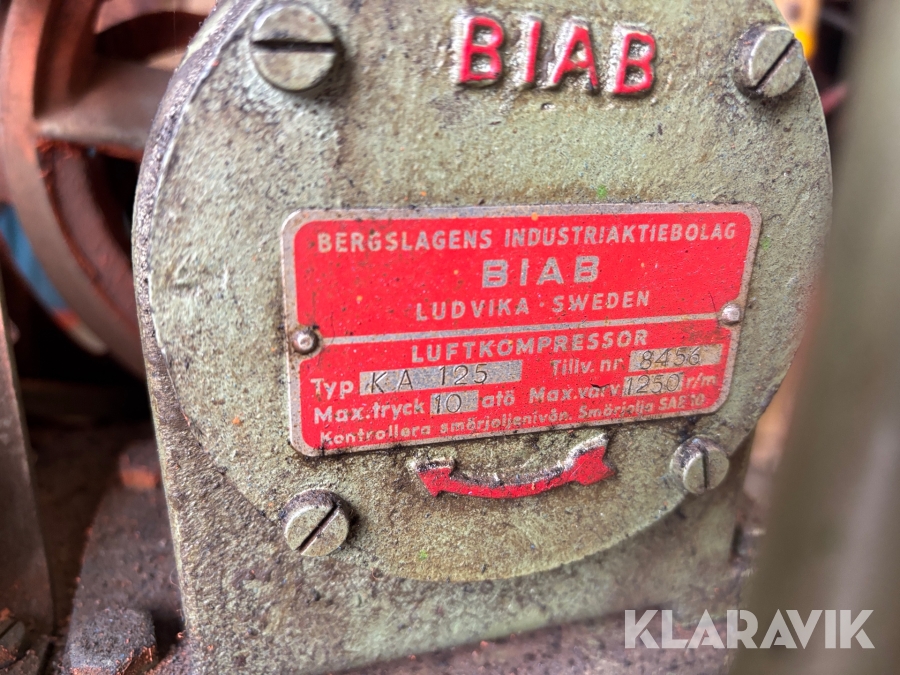 BIAB
BERGSLAGENS INDUSTRIAKTIEBOLAG
BIAB
LUDVIKA · SWEDEN
LUFTKOMPRESSOR
Typ KA 125 Tillv. nr 8456
Max. tryck 10 atö Max. varv 1250 r/m
Kontrollera smörjoljenivån. Smörjolja SAE 10
KLARAVIK